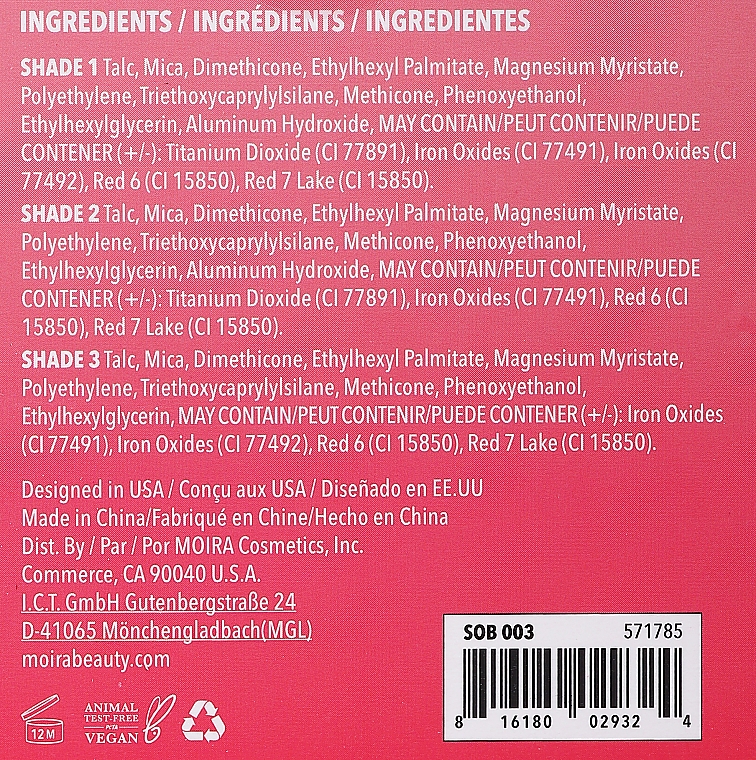 INGREDIENTS / INGRÉDIENTS / INGREDIENTES
SHADE 1 Talc, Mica, Dimethicone, Ethylhexyl Palmitate, Magnesium Myristate,
Polyethylene, Triethoxycaprylylsilane, Methicone, Phenoxyethanol,
Ethylhexylglycerin, Aluminum Hydroxide, MAY CONTAIN/PEUT CONTENIR/PUEDE
CONTENER (+/-): Titanium Dioxide (CI 77891), Iron Oxides (CI 77491), Iron Oxides (CI
77492), Red 6 (CI 15850), Red 7 Lake (CI 15850).
SHADE 2 Talc, Mica, Dimethicone, Ethylhexyl Palmitate, Magnesium Myristate,
Polyethylene, Triethoxycaprylylsilane, Methicone, Phenoxyethanol,
Ethylhexylglycerin, Aluminum Hydroxide, MAY CONTAIN/PEUT CONTENIR/PUEDE
CONTENER (+/-): Titanium Dioxide (CI 77891), Iron Oxides (CI 77491), Red 6 (CI
15850), Red 7 Lake (CI 15850).
SHADE 3 Talc, Mica, Dimethicone, Ethylhexyl Palmitate, Magnesium Myristate,
Polyethylene, Triethoxycaprylylsilane, Methicone, Phenoxyethanol,
Ethylhexylglycerin, MAY CONTAIN/PEUT CONTENIR/PUEDE CONTENER (+/-): Iron Oxides
(CI 77491), Iron Oxides (CI 77492), Red 6 (CI 15850), Red 7 Lake (CI 15850).
Designed in USA / Conçu aux USA / Diseñado en EE.UU
Made in China/Fabriqué en Chine/Hecho en China
Dist. By / Par / Por MOIRA Cosmetics, Inc.
Commerce, CA 90040 U.S.A.
I.C.T. GmbH Gutenbergstraße 24
D-41065 Mönchengladbach(MGL)
moirabeauty.com
12M
ANIMAL
TEST-FREE
PETA
VEGAN
SOB 003 571785
8 16180 02932 4